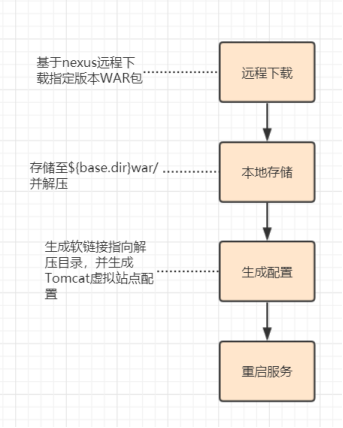 基于nexus远程下
载指定版本WAR包
远程下载
存储至${base.dir}war/
并解压
本地存储
生成软链接指向解
压目录，并生成
Tomcat虚拟站点配
置
生成配置
重启服务